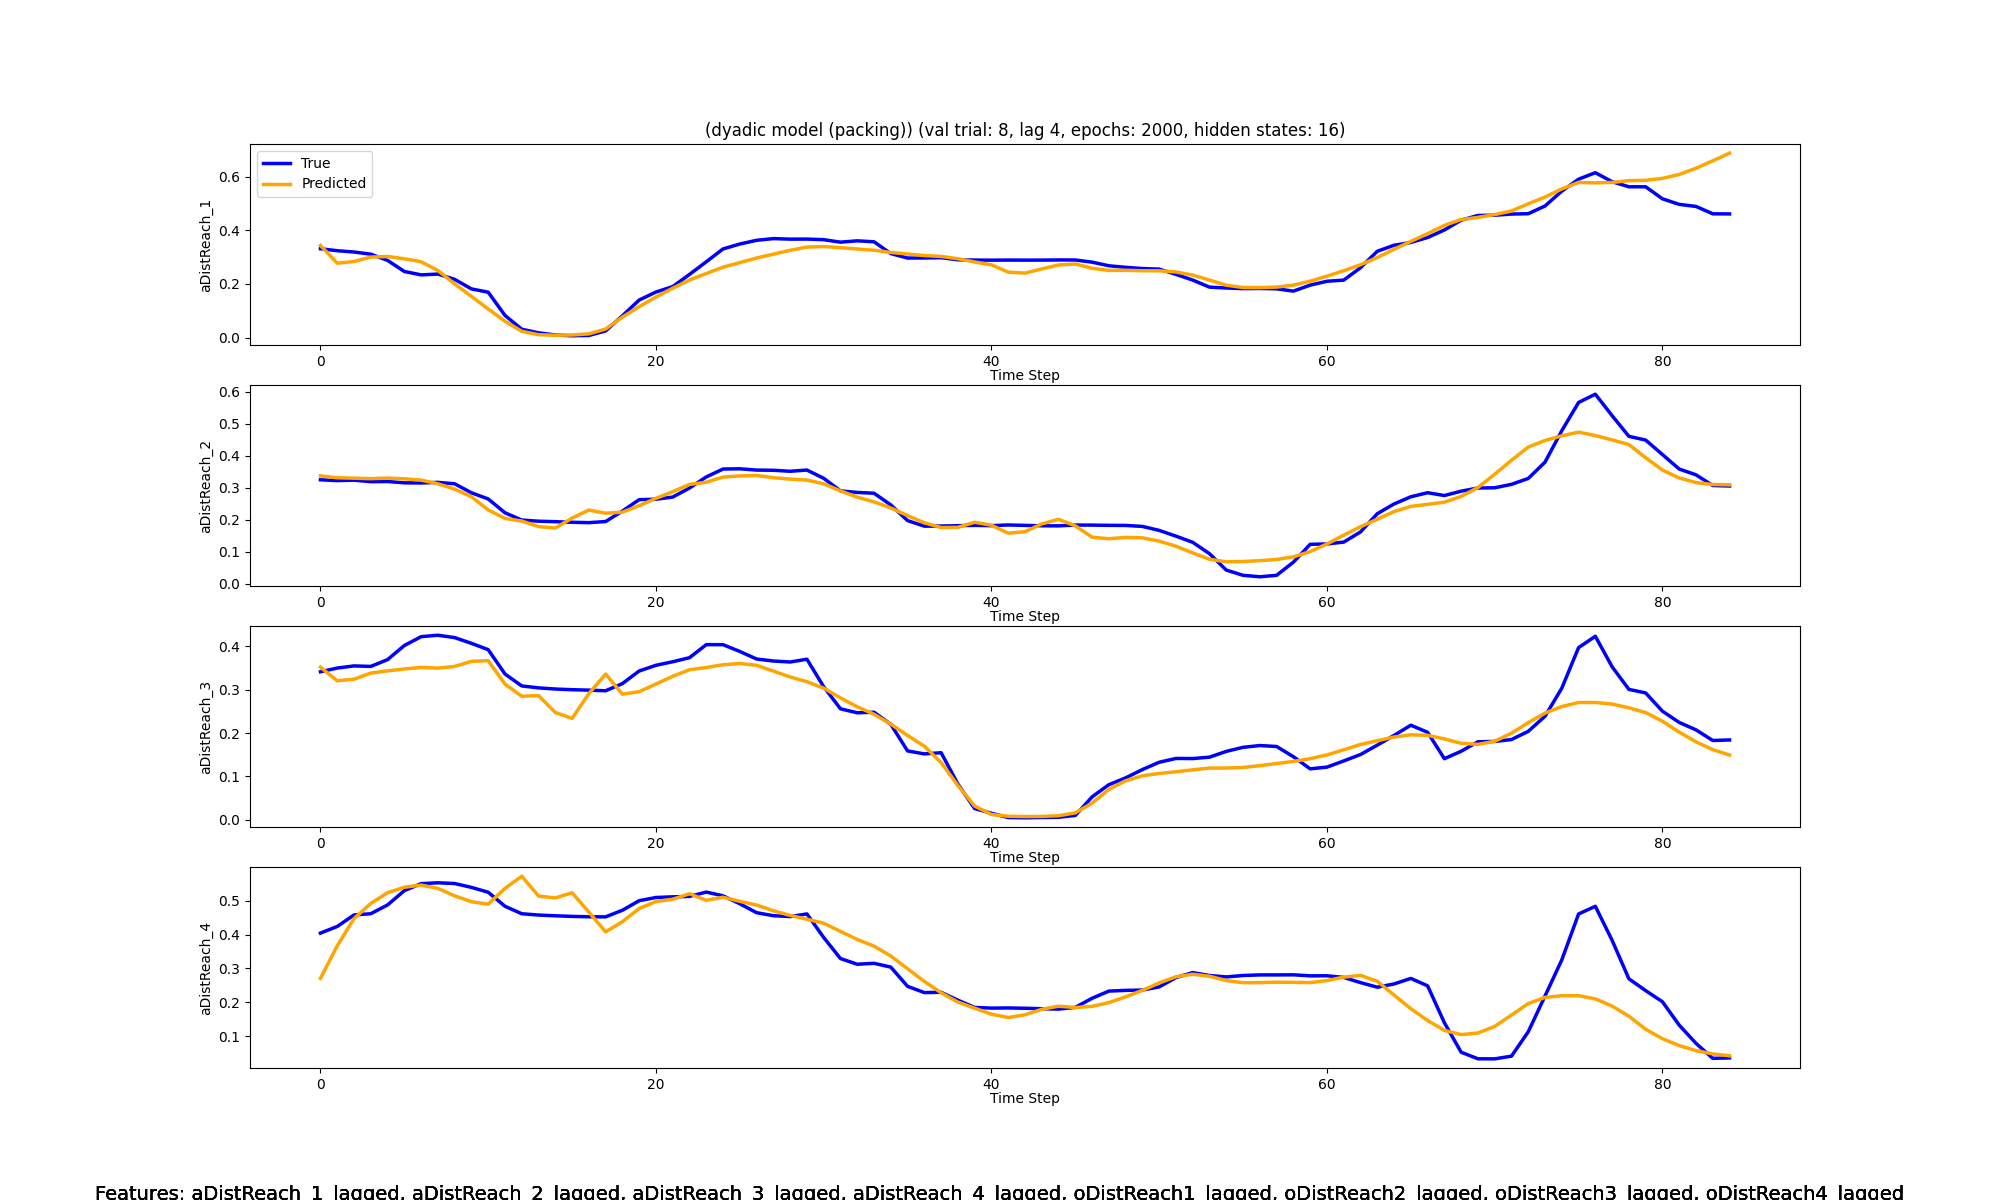 (dyadic model (packing)) (val trial: 8, lag 4, epochs: 2000, hidden states: 16)
True
Predicted
aDistReach_1
0.6
0.4
0.2
0.0
0 20 40 60 80
Time Step
aDistReach_2
0.6
0.5
0.4
0.3
0.2
0.1
0.0
0 20 40 60 80
Time Step
aDistReach_3
0.4
0.3
0.2
0.1
0.0
0 20 40 60 80
Time Step
aDistReach_4
0.5
0.4
0.3
0.2
0.1
0 20 40 60 80
Time Step
Features: aDistReach_1_lagged, aDistReach_2_lagged, aDistReach_3_lagged, aDistReach_4_lagged, oDistReach1_lagged, oDistReach2_lagged, oDistReach3_lagged, oDistReach4_lagged